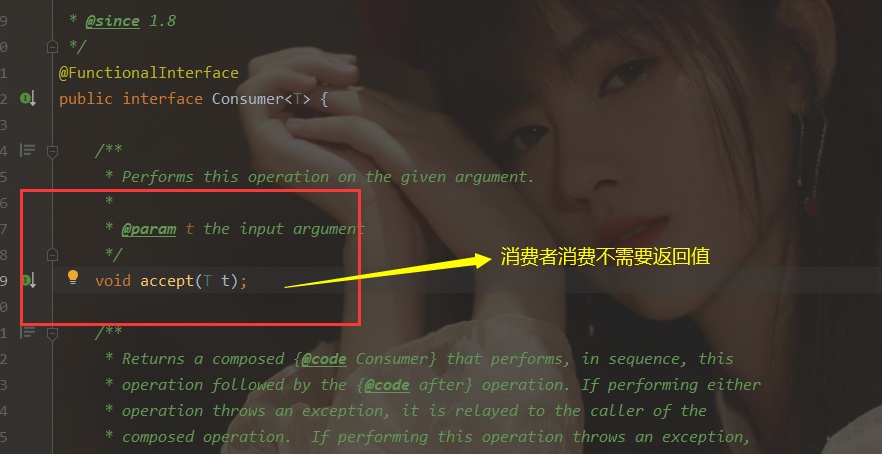 9 * @since 1.8
0 */
1 @FunctionalInterface
2 public interface Consumer<T> {
3
4 /**
5 * Performs this operation on the given argument.
6 *
7 * @param t the input argument
8 */
9 void accept(T t);
消费者消费不需要返回值
0
1 /**
2 * Returns a composed {@code Consumer} that performs, in sequence, this
3 * operation followed by the {@code after} operation. If performing either
4 * operation throws an exception, it is relayed to the caller of the
5 * composed operation.  If performing this operation throws an exception,